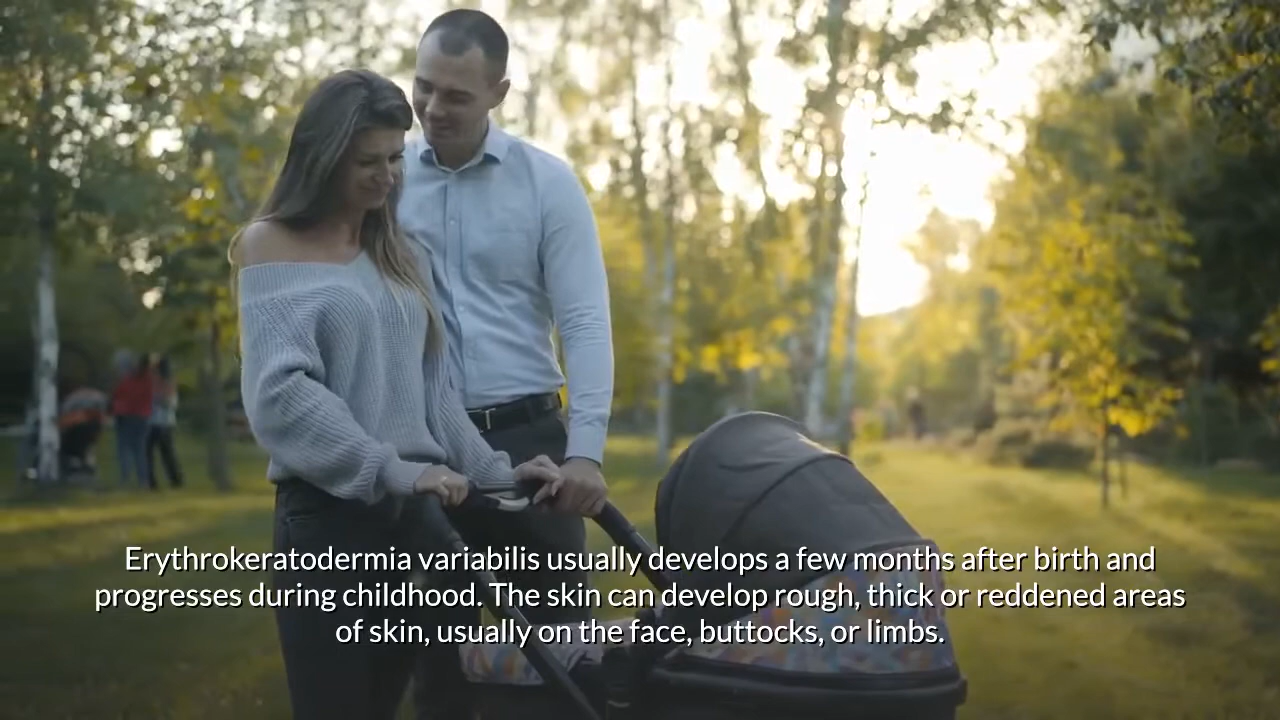 Erythrokeratodermia variabilis usually develops a few months after birth and
progresses during childhood. The skin can develop rough, thick or reddened areas
of skin, usually on the face, buttocks, or limbs.